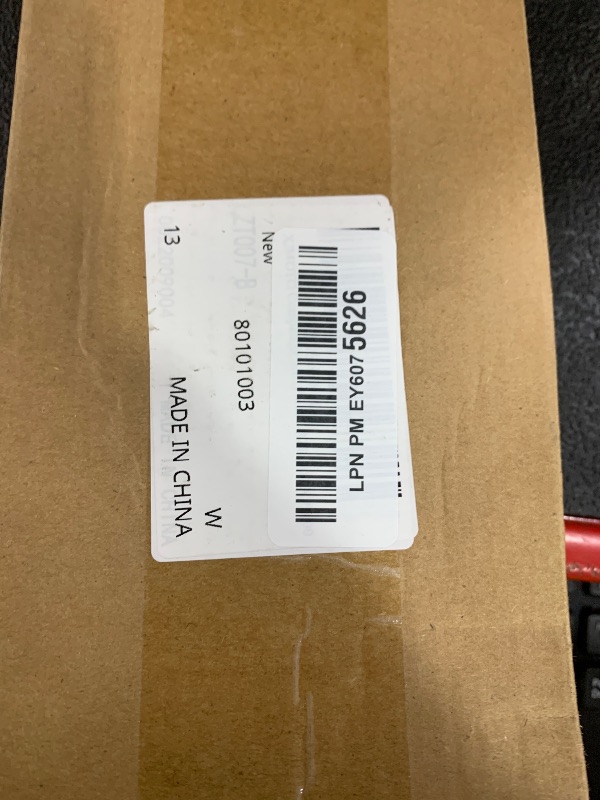 LPN PM EY6075626
New
80101003
W
13
MADE IN CHINA